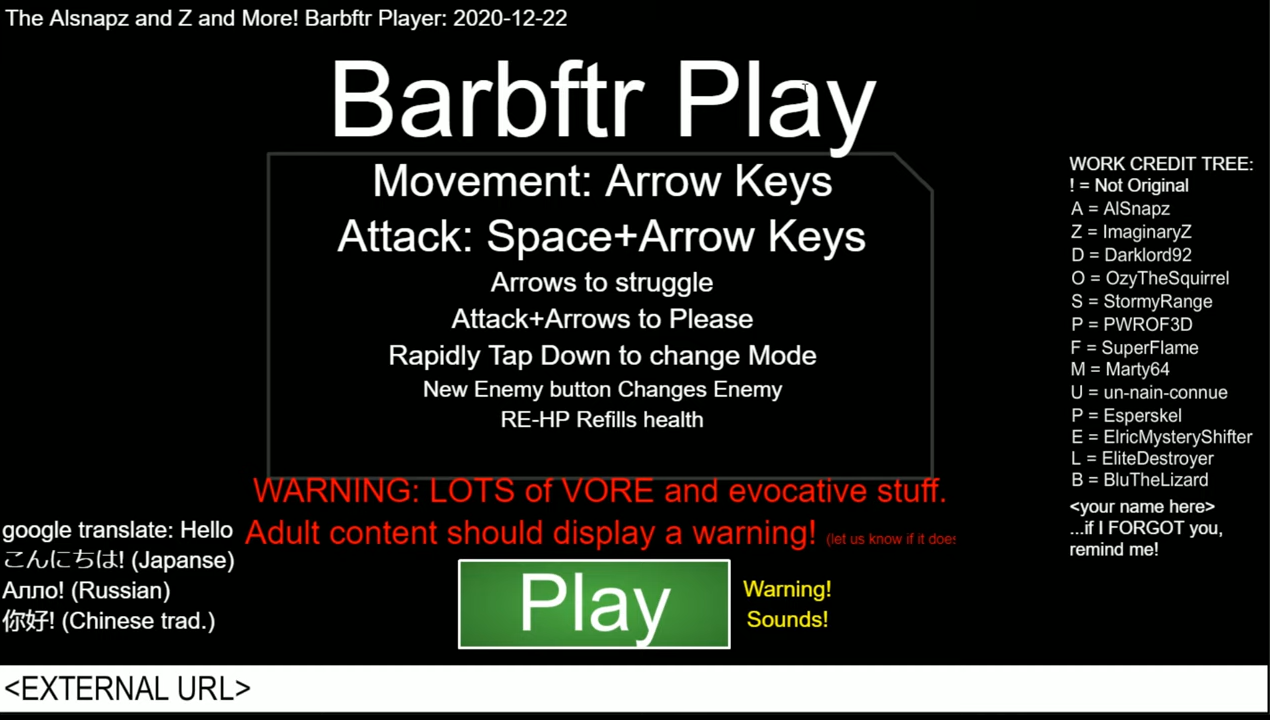 The Alsnapz and Z and More! Barbftr Player: 2020-12-22
Barbftr Play
Movement: Arrow Keys
Attack: Space+Arrow Keys
Arrows to struggle
Attack+Arrows to Please
Rapidly Tap Down to change Mode
New Enemy button Changes Enemy
RE-HP Refills health
WARNING: LOTS of VORE and evocative stuff.
Adult content should display a warning! (let us know if it does
Play
Warning!
Sounds!
google translate: Hello
こんにちは! (Japanse)
Алло! (Russian)
你好! (Chinese trad.)
WORK CREDIT TREE:
! = Not Original
A = AlSnapz
Z = ImaginaryZ
D = Darklord92
O = OzyTheSquirrel
S = StormyRange
P = PWROF3D
F = SuperFlame
M = Marty64
U = un-nain-connue
P = Esperskel
E = ElricMysteryShifter
L = EliteDestroyer
B = BluTheLizard
<your name here>
...if I FORGOT you,
remind me!
<EXTERNAL URL>